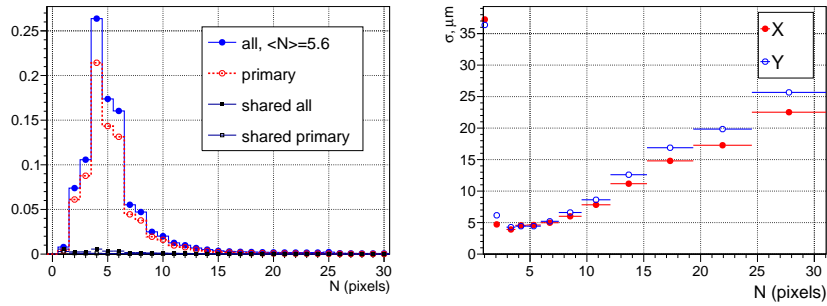 0.25
0.2
0.15
0.1
0.05
0
0 5 10 15 20 25 30
N (pixels)
all, <N>=5.6
primary
shared all
shared primary
σ, μm
35
30
25
20
15
10
5
0
5 10 15 20 25 30
N (pixels)
X
Y